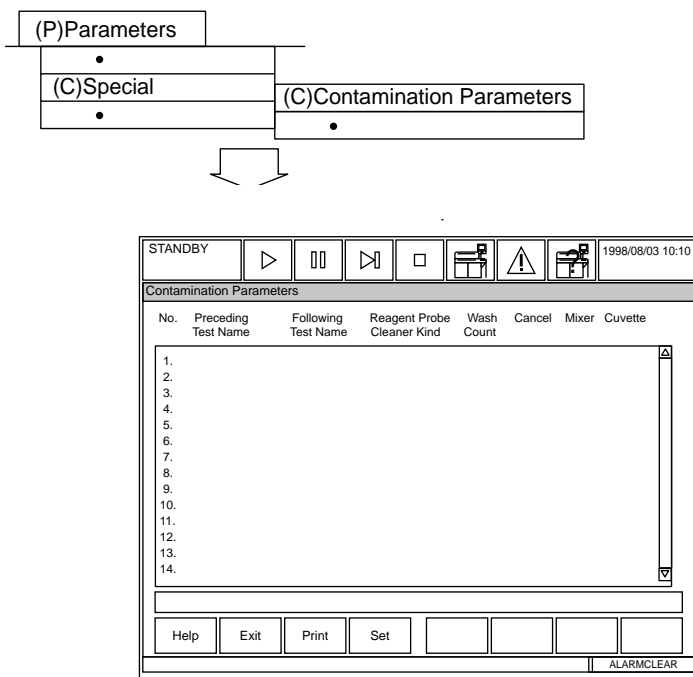 (P)Parameters
•
(C)Special
(C)Contamination Parameters
•
•
STANDBY
1998/08/03 10:10
Contamination Parameters
No. Preceding Following Reagent Probe Wash Cancel Mixer Cuvette
Test Name Test Name Cleaner Kind Count
1.
2.
3.
4.
5.
6.
7.
8.
9.
10.
11.
12.
13.
14.
Help Exit Print Set
ALARMCLEAR